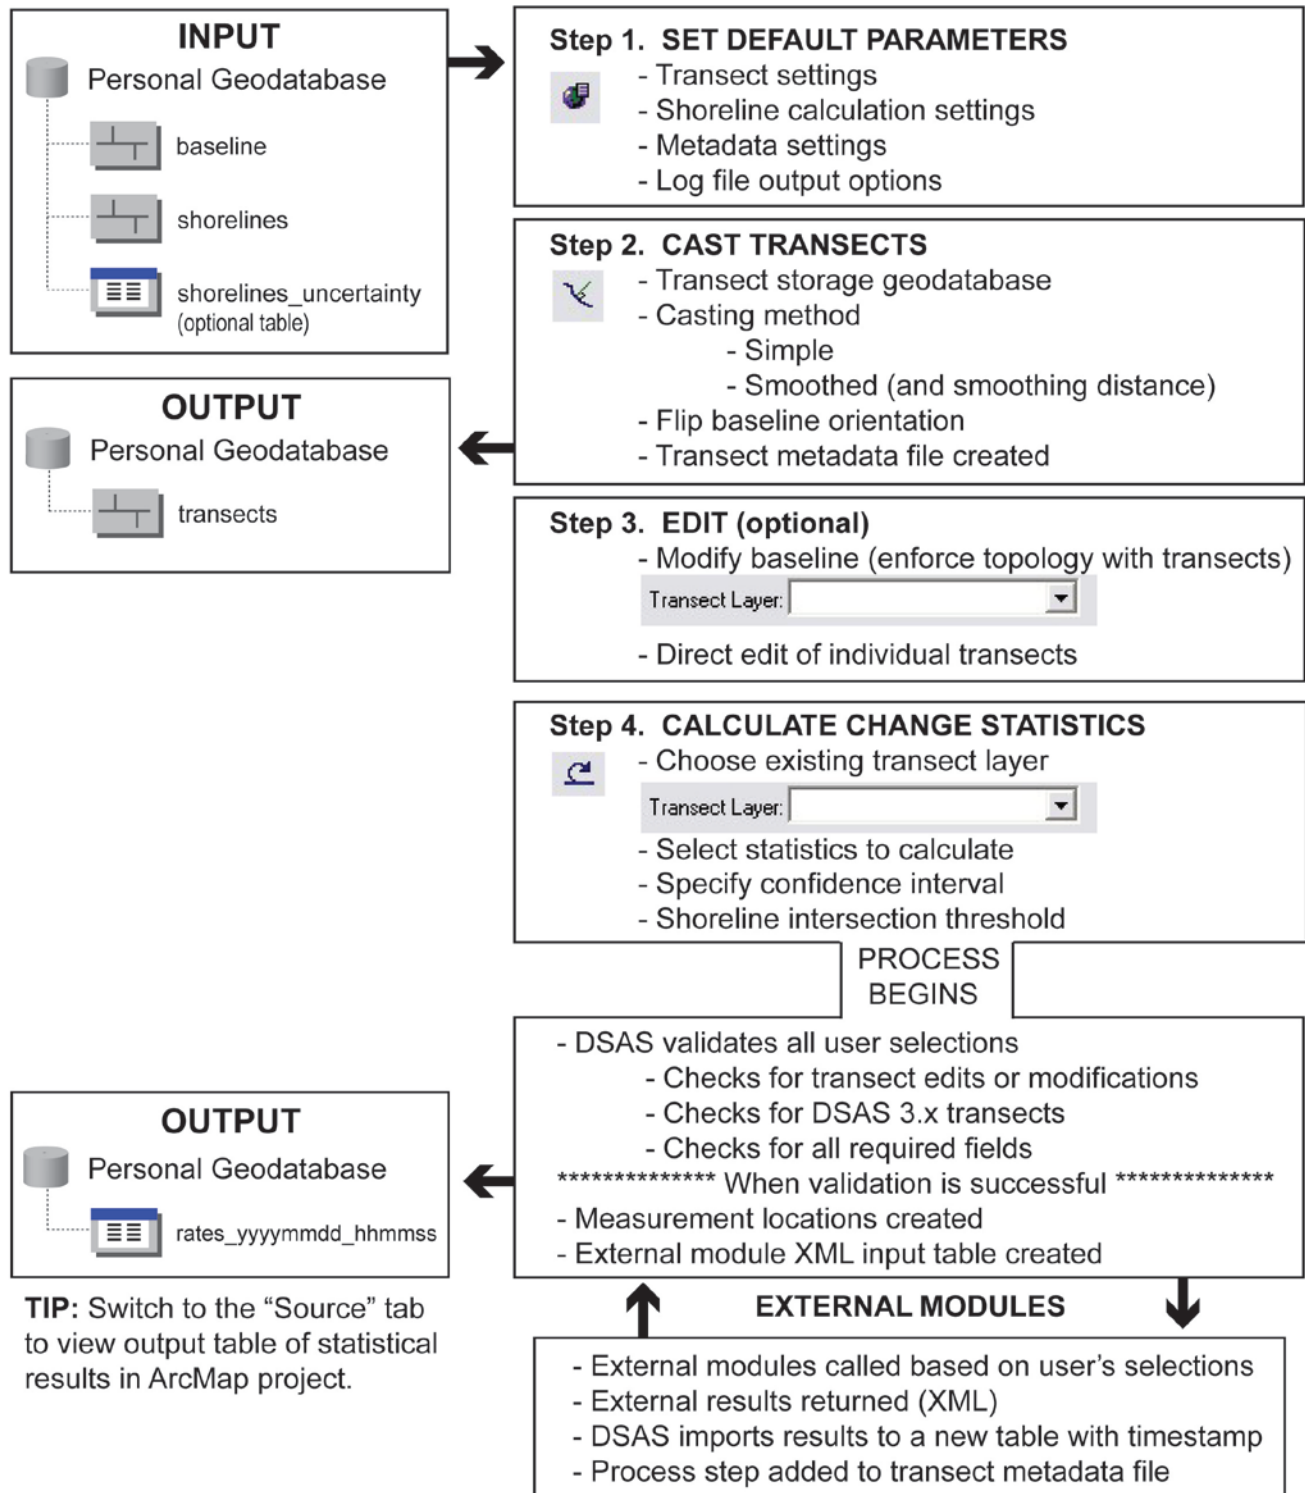 INPUT
Personal Geodatabase
baseline
shorelines
shorelines_uncertainty
(optional table)
Step 1. SET DEFAULT PARAMETERS
- Transect settings
- Shoreline calculation settings
- Metadata settings
- Log file output options
Step 2. CAST TRANSECTS
- Transect storage geodatabase
- Casting method
- Simple
- Smoothed (and smoothing distance)
- Flip baseline orientation
- Transect metadata file created
OUTPUT
Personal Geodatabase
transects
Step 3. EDIT (optional)
- Modify baseline (enforce topology with transects)
Transect Layer:
- Direct edit of individual transects
Step 4. CALCULATE CHANGE STATISTICS
- Choose existing transect layer
Transect Layer:
- Select statistics to calculate
- Specify confidence interval
- Shoreline intersection threshold
PROCESS
BEGINS
- DSAS validates all user selections
- Checks for transect edits or modifications
- Checks for DSAS 3.x transects
- Checks for all required fields
************** When validation is successful **************
- Measurement locations created
- External module XML input table created
OUTPUT
Personal Geodatabase
rates_yyyymmdd_hhmmss
TIP: Switch to the “Source” tab
to view output table of statistical
results in ArcMap project.
EXTERNAL MODULES
- External modules called based on user’s selections
- External results returned (XML)
- DSAS imports results to a new table with timestamp
- Process step added to transect metadata file